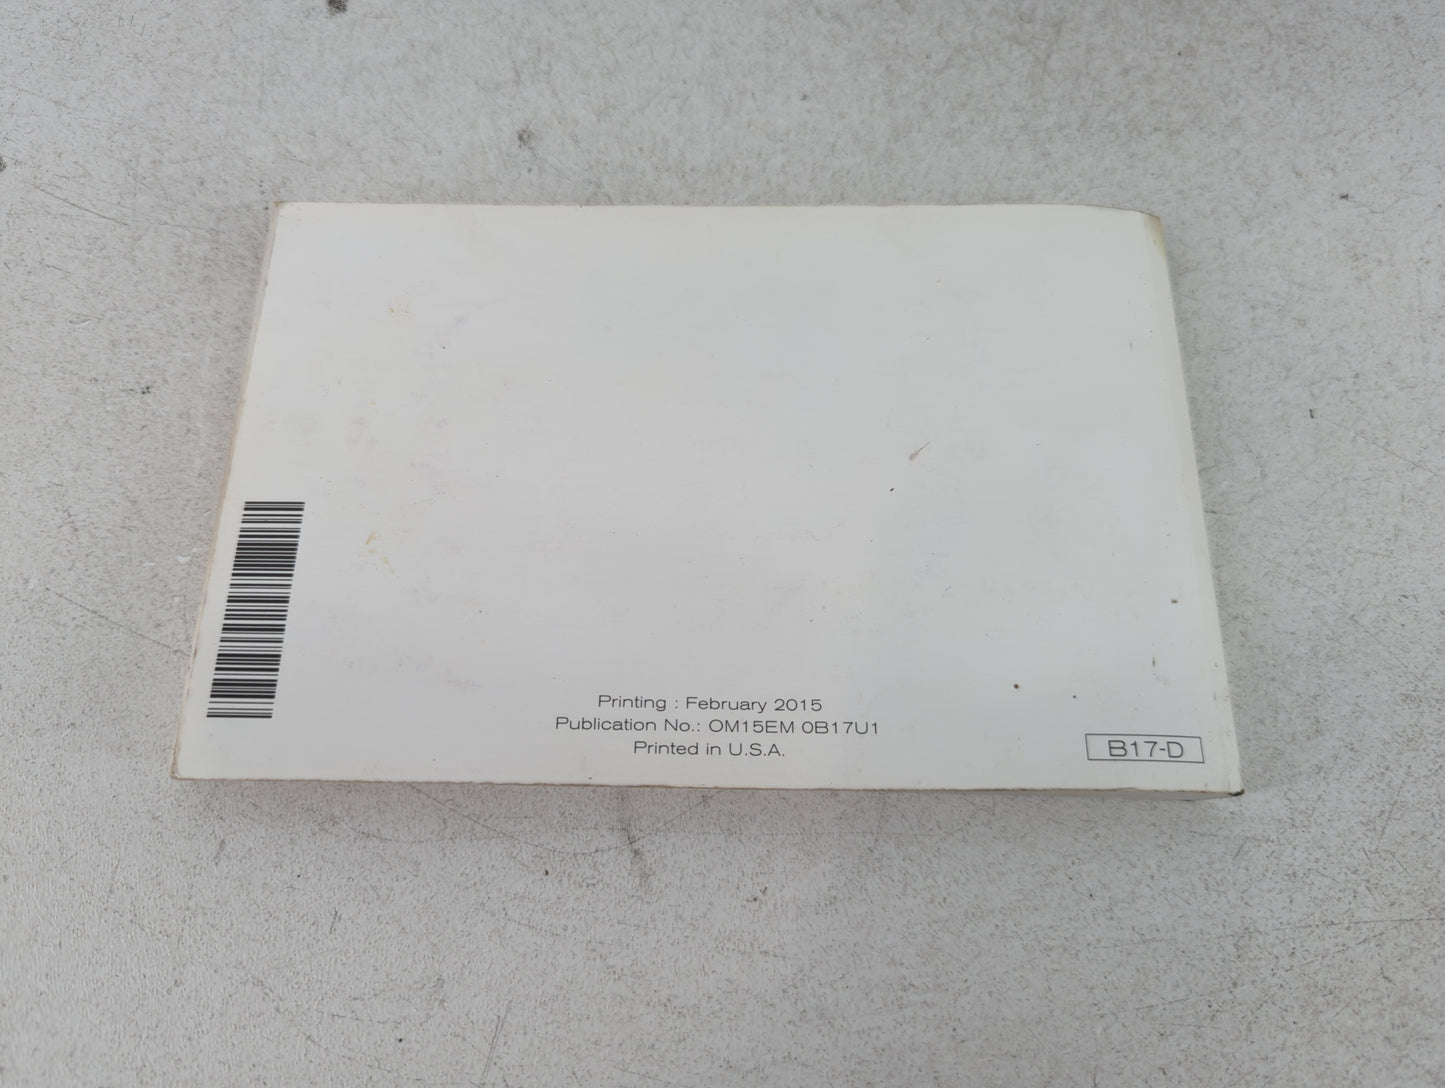 Printing : February 2015
Publication No.: OM15EM 0B17U1
Printed in U.S.A.
B17-D